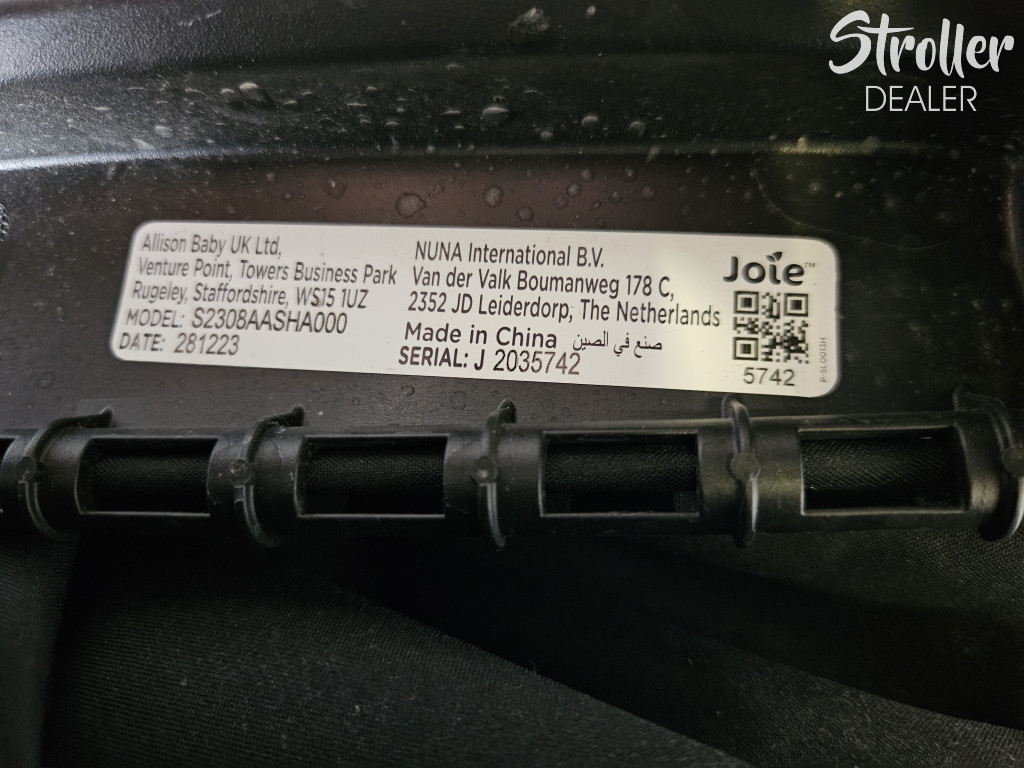 Stroller
DEALER
Allison Baby UK Ltd,
Venture Point, Towers Business Park
Rugeley, Staffordshire, WS15 1UZ
MODEL: S2308AASHA000
DATE: 281223
NUNA International B.V.
Van der Valk Boumanweg 178 C,
2352 JD Leiderdorp, The Netherlands
Made in China صنع في الصين
SERIAL: J 2035742
Joie™
5742
P-SL0013H